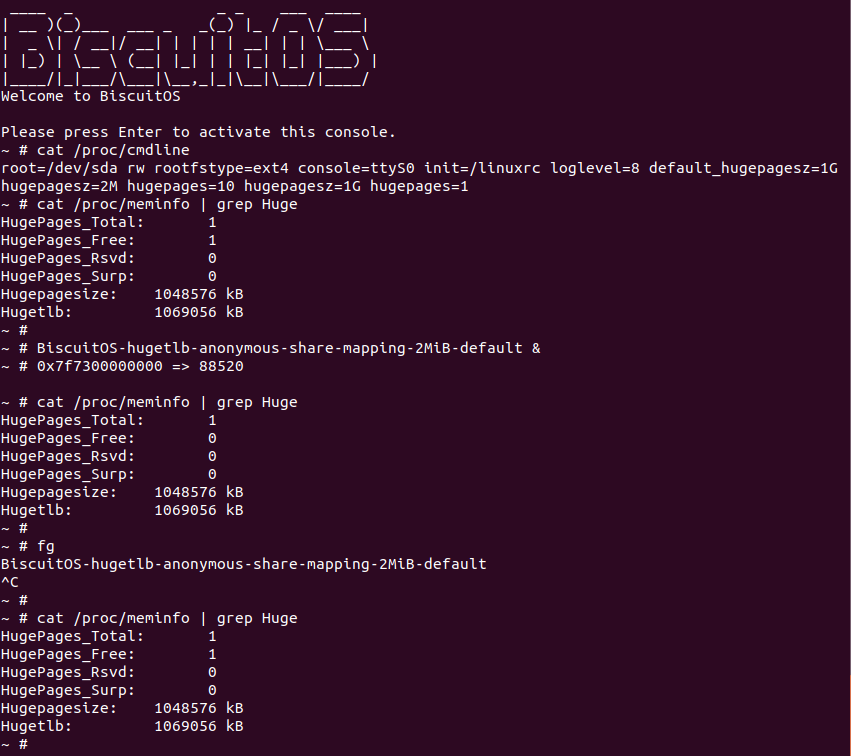 ____  _                _ _    ___  ____
| __ )(_)___  ___ _   _(_) |_ / _ \/ ___|
|  _ \| / __|/ __| | | | | __| | | \___ \
| |_) | \__ \ (__| |_| | | |_| |_| |___) |
|____/|_|___/\___|\__,_|_|\__|\___/|____/
Welcome to BiscuitOS

Please press Enter to activate this console.
~ # cat /proc/cmdline
root=/dev/sda rw rootfstype=ext4 console=ttyS0 init=/linuxrc loglevel=8 default_hugepagesz=1G
hugepagesz=2M hugepages=10 hugepagesz=1G hugepages=1
~ # cat /proc/meminfo | grep Huge
HugePages_Total:       1
HugePages_Free:        1
HugePages_Rsvd:        0
HugePages_Surp:        0
Hugepagesize:    1048576 kB
Hugetlb:         1069056 kB
~ #
~ # BiscuitOS-hugetlb-anonymous-share-mapping-2MiB-default &
~ # 0x7f7300000000 => 88520

~ # cat /proc/meminfo | grep Huge
HugePages_Total:       1
HugePages_Free:        0
HugePages_Rsvd:        0
HugePages_Surp:        0
Hugepagesize:    1048576 kB
Hugetlb:         1069056 kB
~ #
~ # fg
BiscuitOS-hugetlb-anonymous-share-mapping-2MiB-default
^C
~ #
~ # cat /proc/meminfo | grep Huge
HugePages_Total:       1
HugePages_Free:        1
HugePages_Rsvd:        0
HugePages_Surp:        0
Hugepagesize:    1048576 kB
Hugetlb:         1069056 kB
~ #